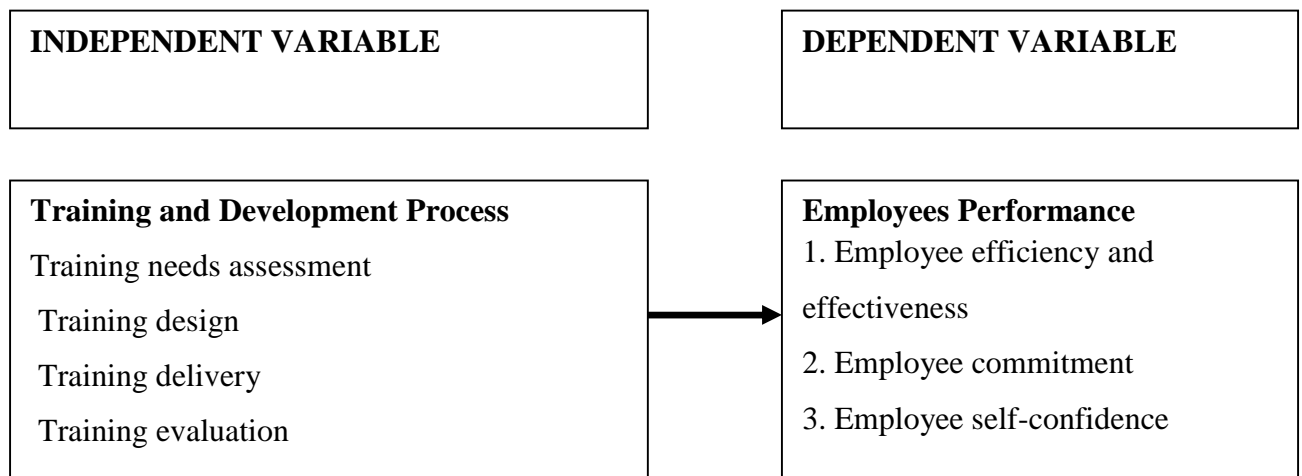 INDEPENDENT VARIABLE
DEPENDENT VARIABLE
Training and Development Process
Training needs assessment
Training design
Training delivery
Training evaluation
Employees Performance
1. Employee efficiency and
effectiveness
2. Employee commitment
3. Employee self-confidence